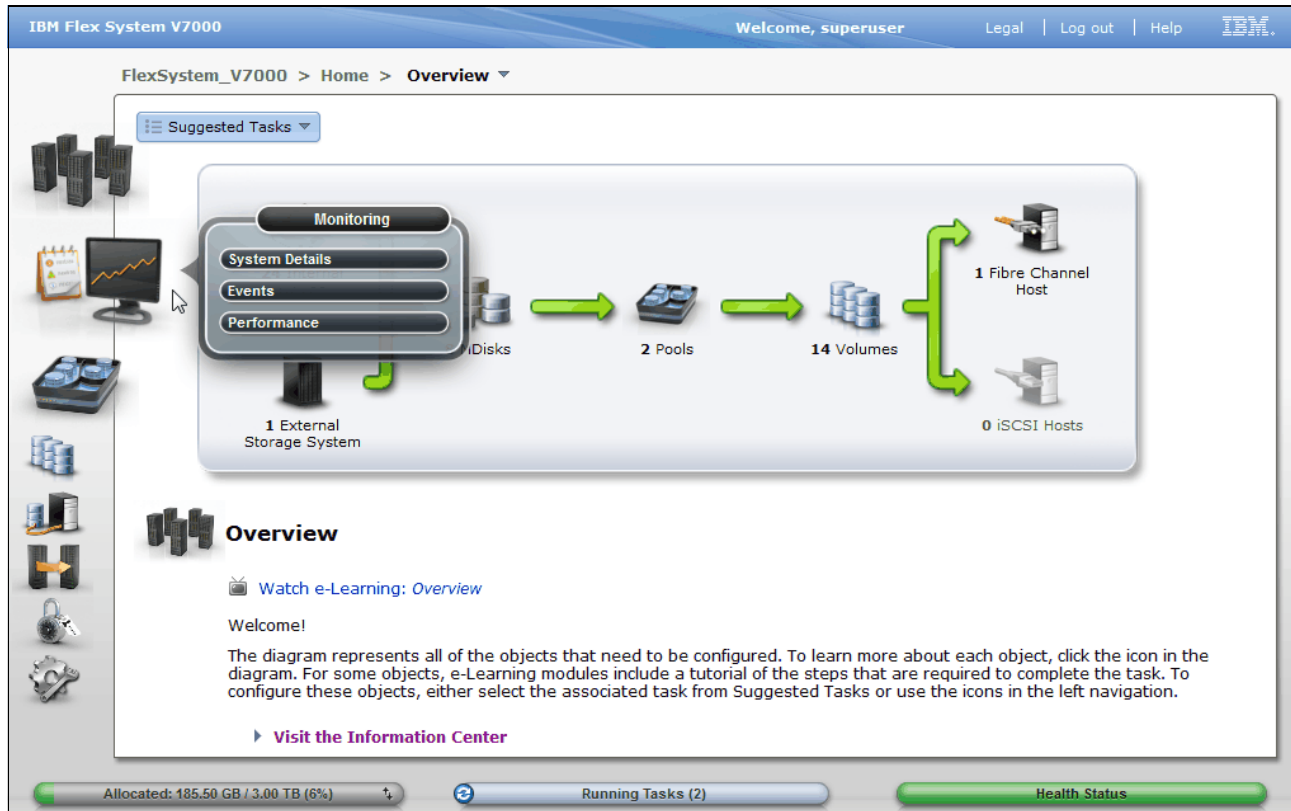 IBM Flex System V7000
Welcome, superuser
Legal | Log out | Help
IBM.
FlexSystem_V7000 > Home > Overview
Suggested Tasks
Monitoring
System Details
Events
Performance
MDisks
2 Pools
14 Volumes
1 Fibre Channel
Host
0 iSCSI Hosts
1 External
Storage System
Overview
Watch e-Learning: Overview
Welcome!
The diagram represents all of the objects that need to be configured. To learn more about each object, click the icon in the
diagram. For some objects, e-Learning modules include a tutorial of the steps that are required to complete the task. To
configure these objects, either select the associated task from Suggested Tasks or use the icons in the left navigation.
Visit the Information Center
Allocated: 185.50 GB / 3.00 TB (6%)
Running Tasks (2)
Health Status